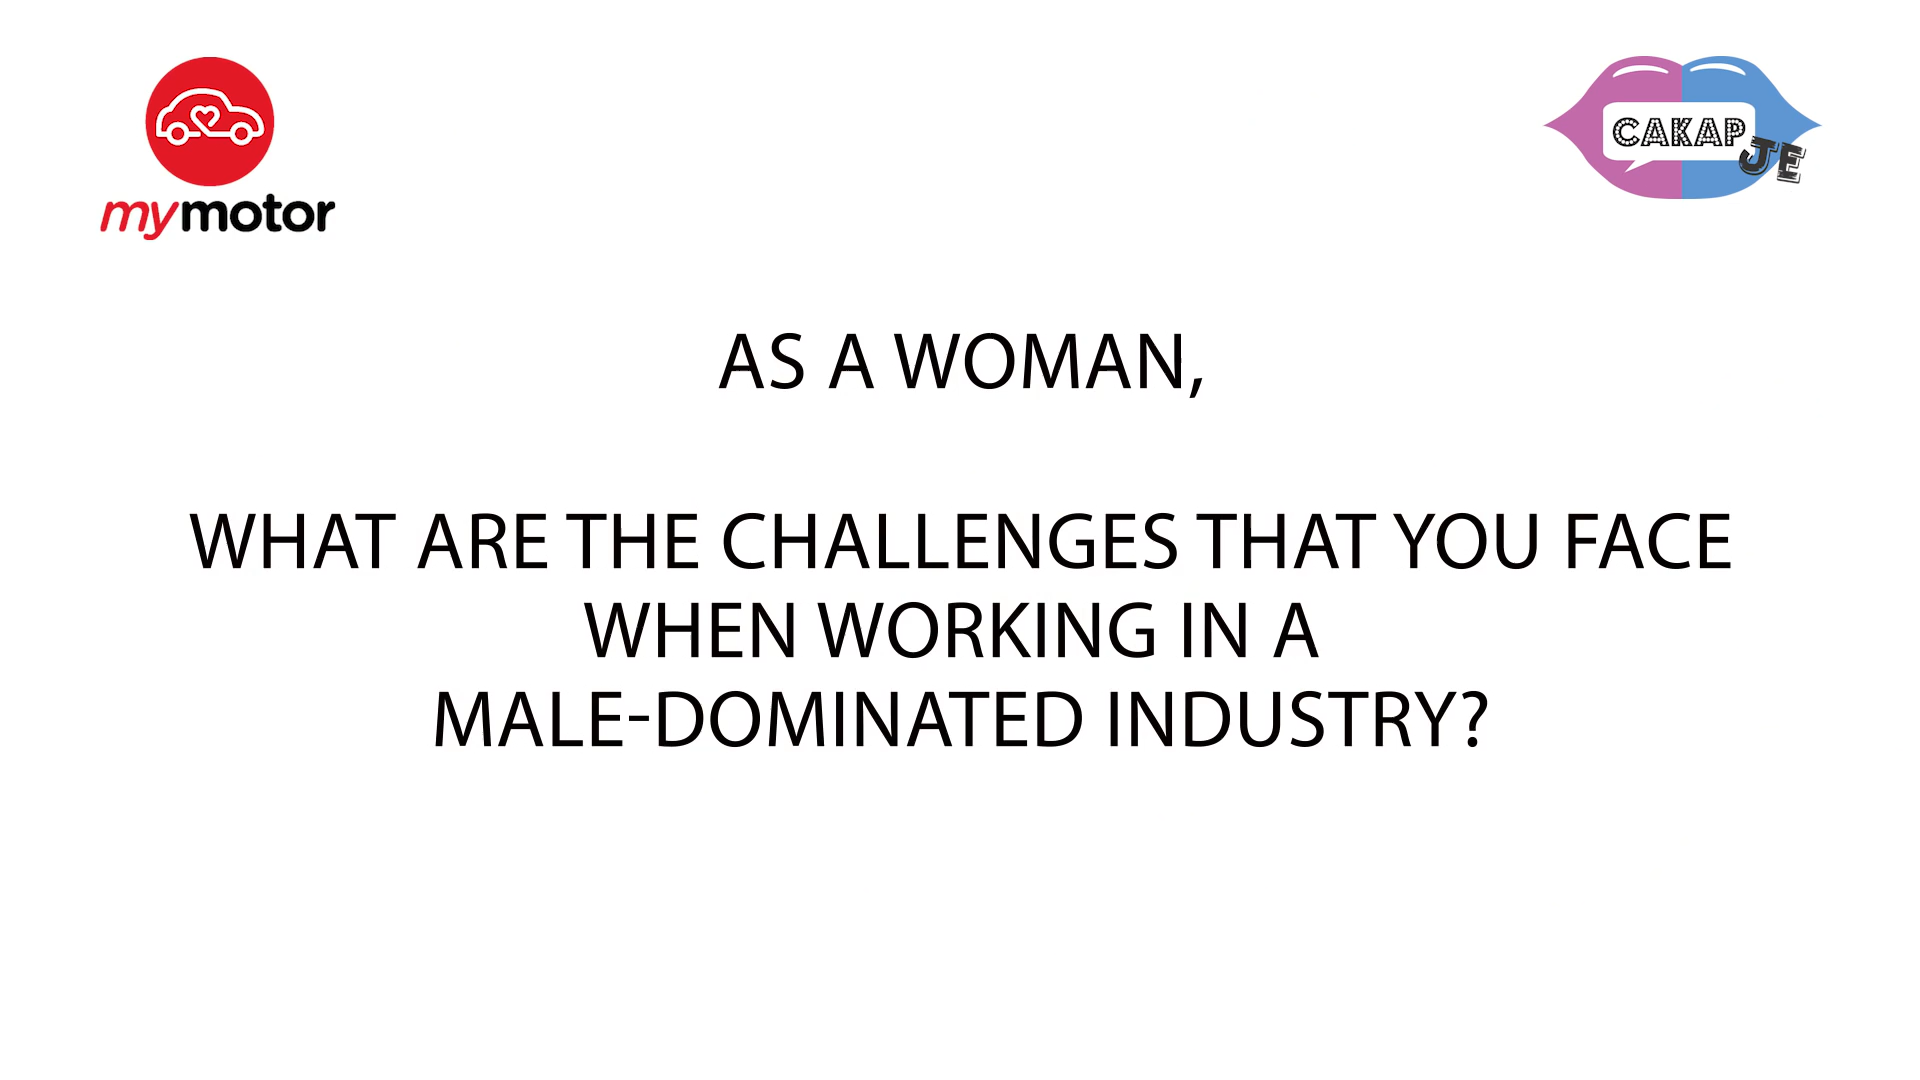 mymotor
CAKAP
JE
AS A WOMAN,
WHAT ARE THE CHALLENGES THAT YOU FACE
WHEN WORKING IN A
MALE-DOMINATED INDUSTRY?